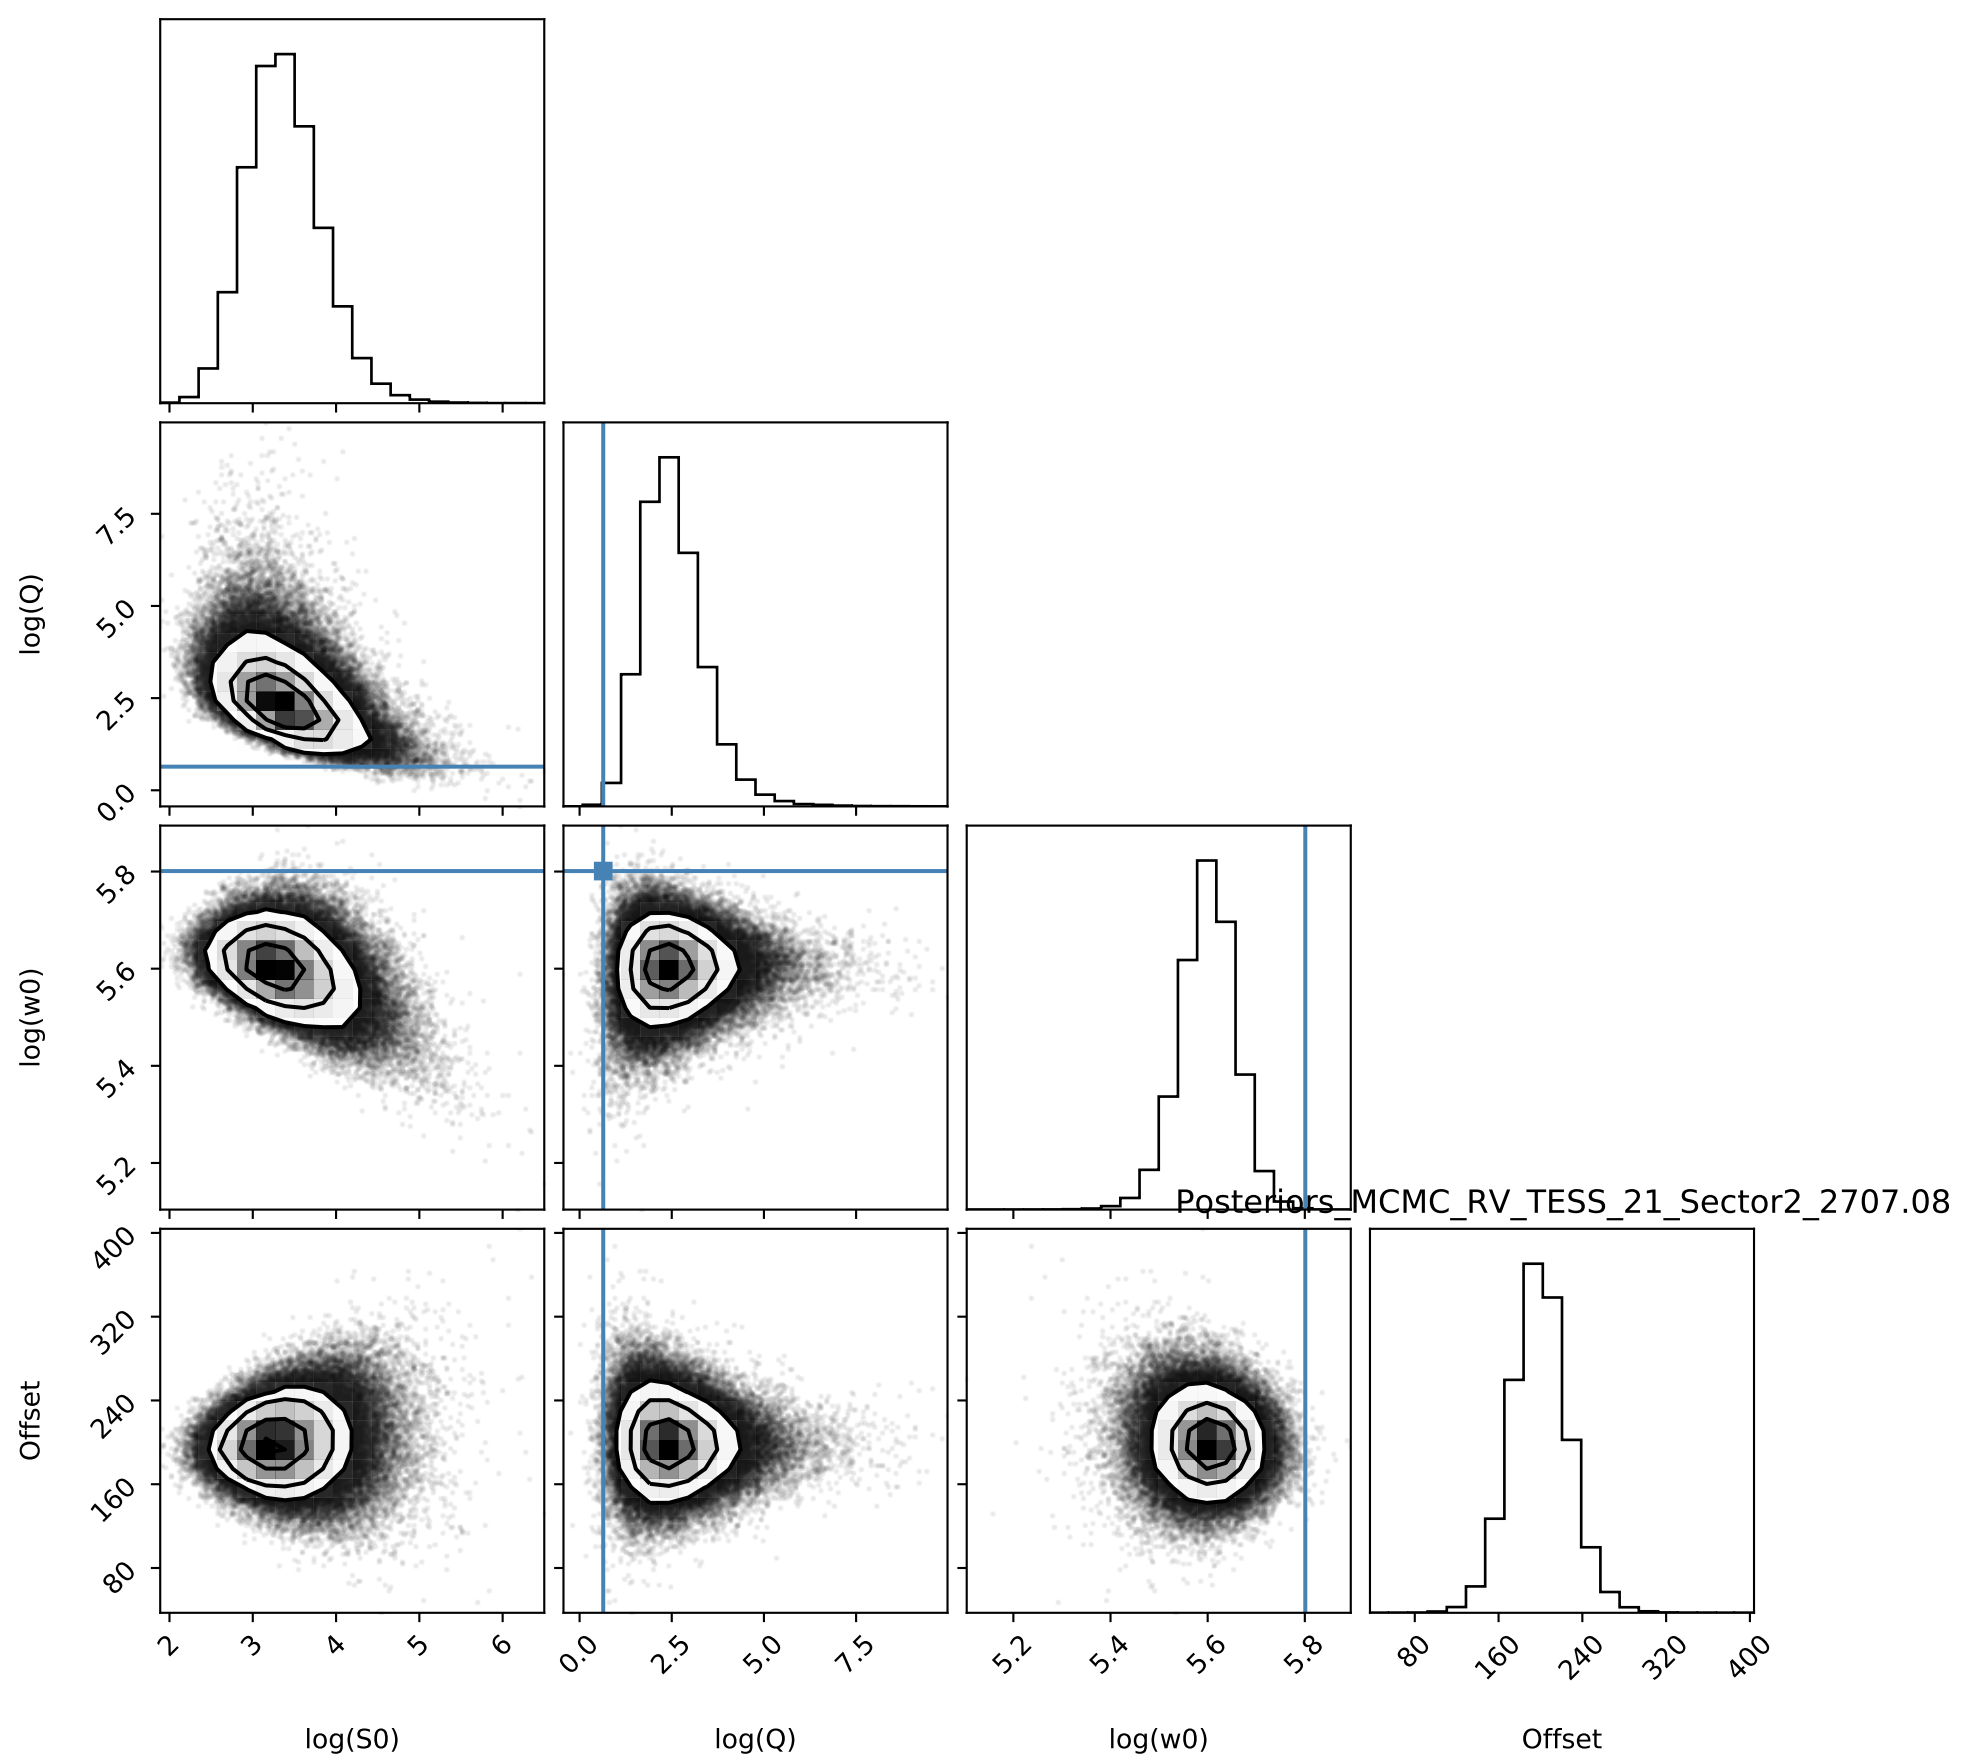 log(Q)
7.5
5.0
2.5
0.0
log(w0)
5.8
5.6
5.4
5.2
Posteriors_MCMC_RV_TESS_21_Sector2_2707.08
Offset
400
320
240
160
80
2 3 4 5 6
0.0 2.5 5.0 7.5
5.2 5.4 5.6 5.8
80 160 240 320 400
log(S0) log(Q) log(w0) Offset